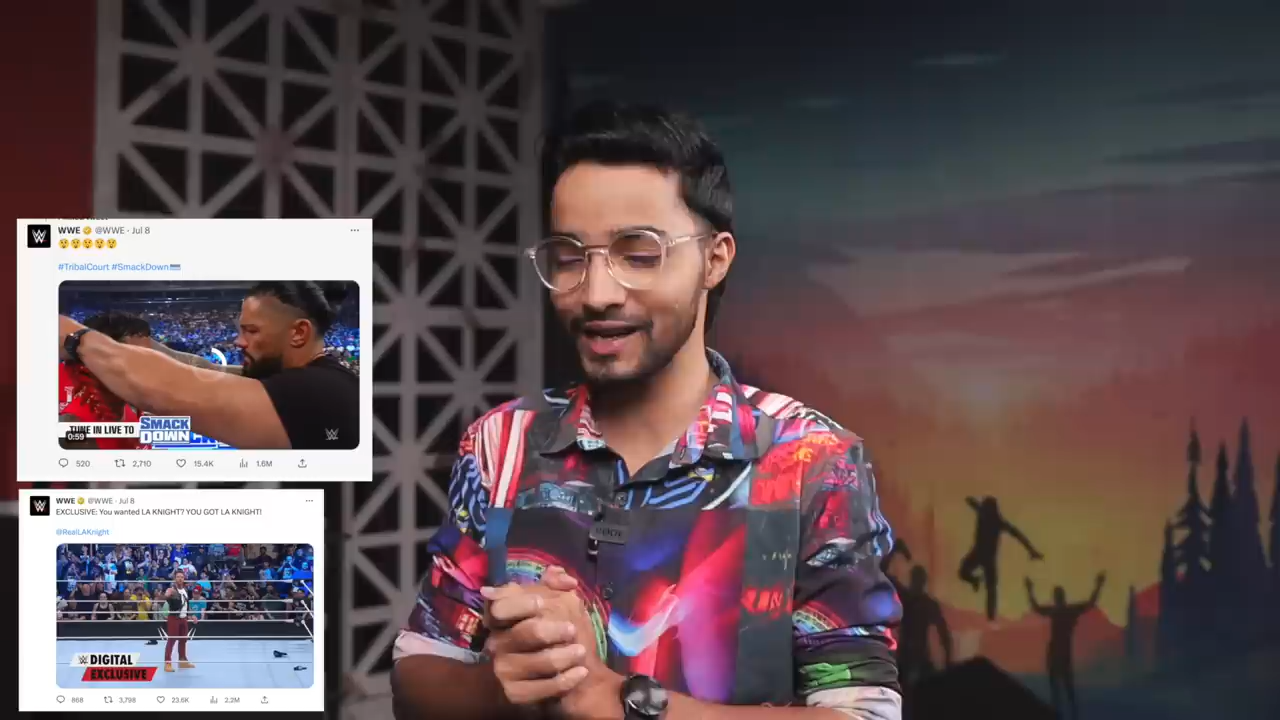 WWE @WWE · Jul 8
#TribalCourt #SmackDown
TUNE IN LIVE TO
SMACK
DOWN
0:59
520 2,710 15.4K 1.6M
WWE @WWE · Jul 8
EXCLUSIVE: You wanted LA KNIGHT? YOU GOT LA KNIGHT!
@RealLAKnight
DIGITAL
EXCLUSIVE
868 3,798 23.6K 2.2M